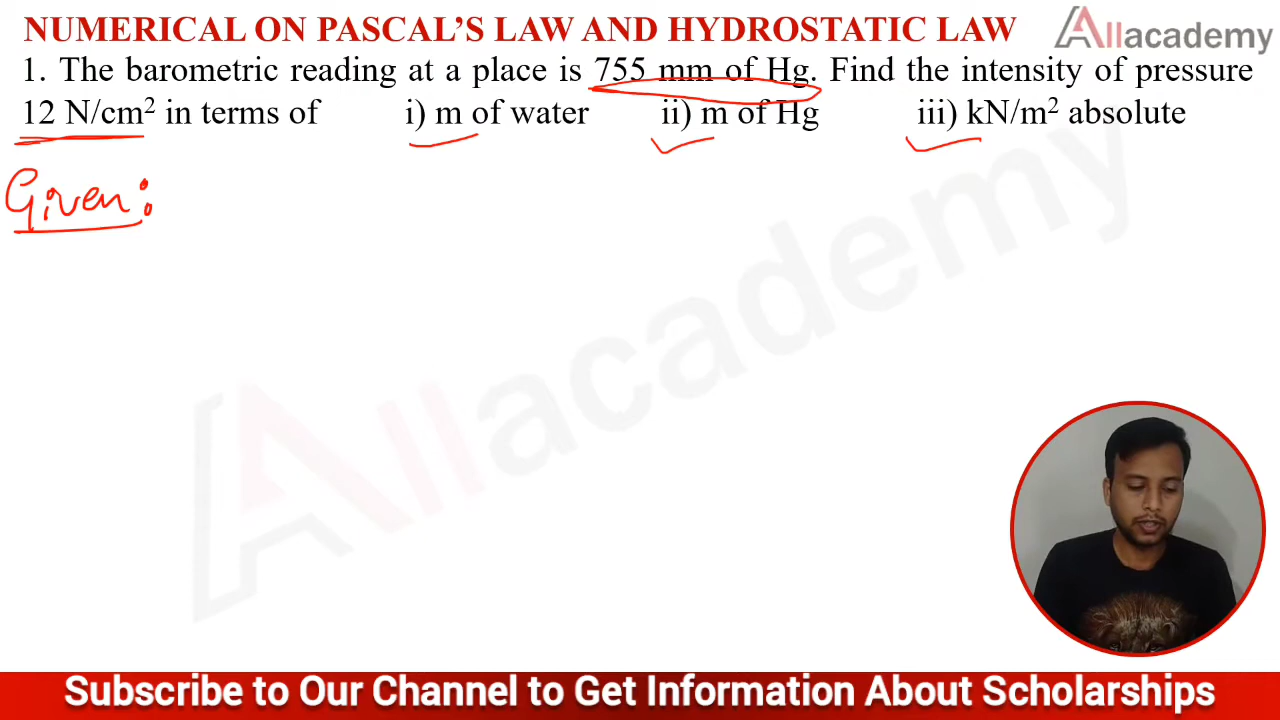 NUMERICAL ON PASCAL'S LAW AND HYDROSTATIC LAW
Allacademy
1. The barometric reading at a place is 755 mm of Hg. Find the intensity of pressure
12 N/cm² in terms of i) m of water ii) m of Hg iii) kN/m² absolute
Given:
Allacademy
Subscribe to Our Channel to Get Information About Scholarships